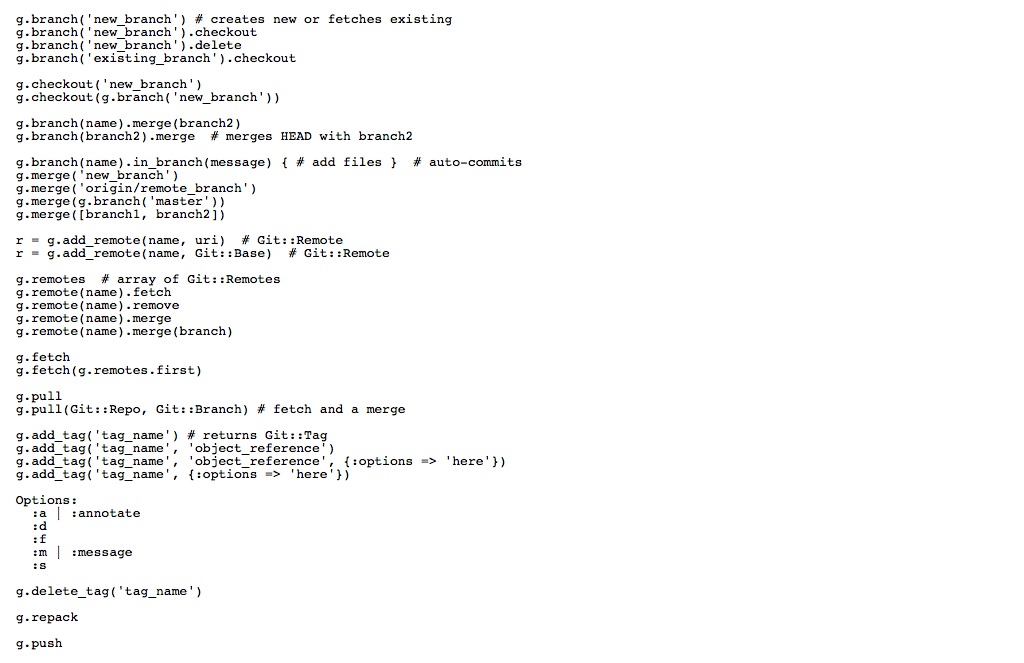 g.branch('new_branch') # creates new or fetches existing
g.branch('new_branch').checkout
g.branch('new_branch').delete
g.branch('existing_branch').checkout

g.checkout('new_branch')
g.checkout(g.branch('new_branch'))

g.branch(name).merge(branch2)
g.branch(branch2).merge  # merges HEAD with branch2

g.branch(name).in_branch(message) { # add files }  # auto-commits
g.merge('new_branch')
g.merge('origin/remote_branch')
g.merge(g.branch('master'))
g.merge([branch1, branch2])

r = g.add_remote(name, uri)  # Git::Remote
r = g.add_remote(name, Git::Base)  # Git::Remote

g.remotes  # array of Git::Remotes
g.remote(name).fetch
g.remote(name).remove
g.remote(name).merge
g.remote(name).merge(branch)

g.fetch
g.fetch(g.remotes.first)

g.pull
g.pull(Git::Repo, Git::Branch) # fetch and a merge

g.add_tag('tag_name') # returns Git::Tag
g.add_tag('tag_name', 'object_reference')
g.add_tag('tag_name', 'object_reference', {:options => 'here'})
g.add_tag('tag_name', {:options => 'here'})

Options:
  :a | :annotate
  :d
  :f
  :m | :message
  :s

g.delete_tag('tag_name')

g.repack

g.push